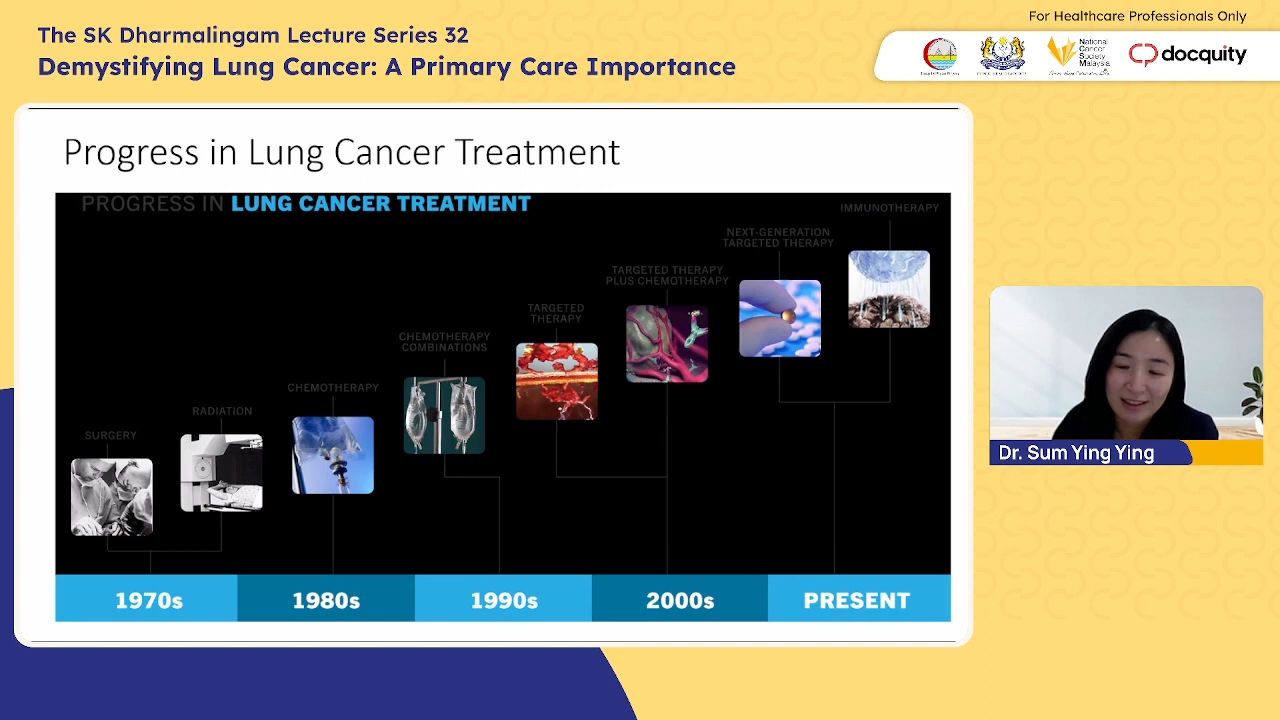 For Healthcare Professionals Only
The SK Dharmalingam Lecture Series 32
Demystifying Lung Cancer: A Primary Care Importance
National
Cancer
Society
Malaysia
docquity
Progress in Lung Cancer Treatment
PROGRESS IN LUNG CANCER TREATMENT
IMMUNOTHERAPY
NEXT-GENERATION
TARGETED THERAPY
TARGETED THERAPY
PLUS CHEMOTHERAPY
TARGETED
THERAPY
CHEMOTHERAPY
COMBINATIONS
CHEMOTHERAPY
RADIATION
SURGERY
1970s
1980s
1990s
2000s
PRESENT
Dr. Sum Ying Ying